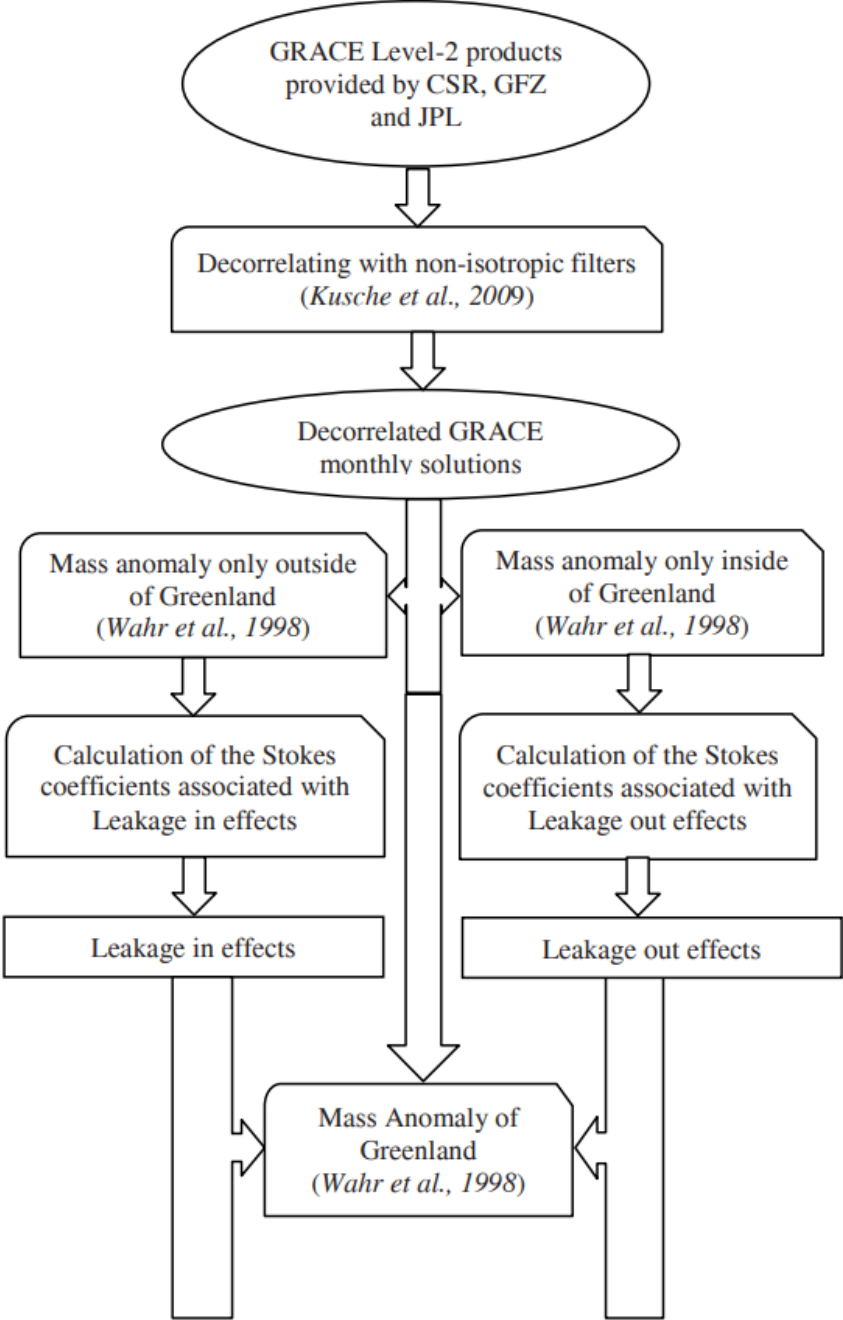 GRACE Level-2 products
provided by CSR, GFZ
and JPL
Decorrelating with non-isotropic filters
(Kusche et al., 2009)
Decorrelated GRACE
monthly solutions
Mass anomaly only outside
of Greenland
(Wahr et al., 1998)
Mass anomaly only inside
of Greenland
(Wahr et al., 1998)
Calculation of the Stokes
coefficients associated with
Leakage in effects
Calculation of the Stokes
coefficients associated with
Leakage out effects
Leakage in effects
Leakage out effects
Mass Anomaly of
Greenland
(Wahr et al., 1998)